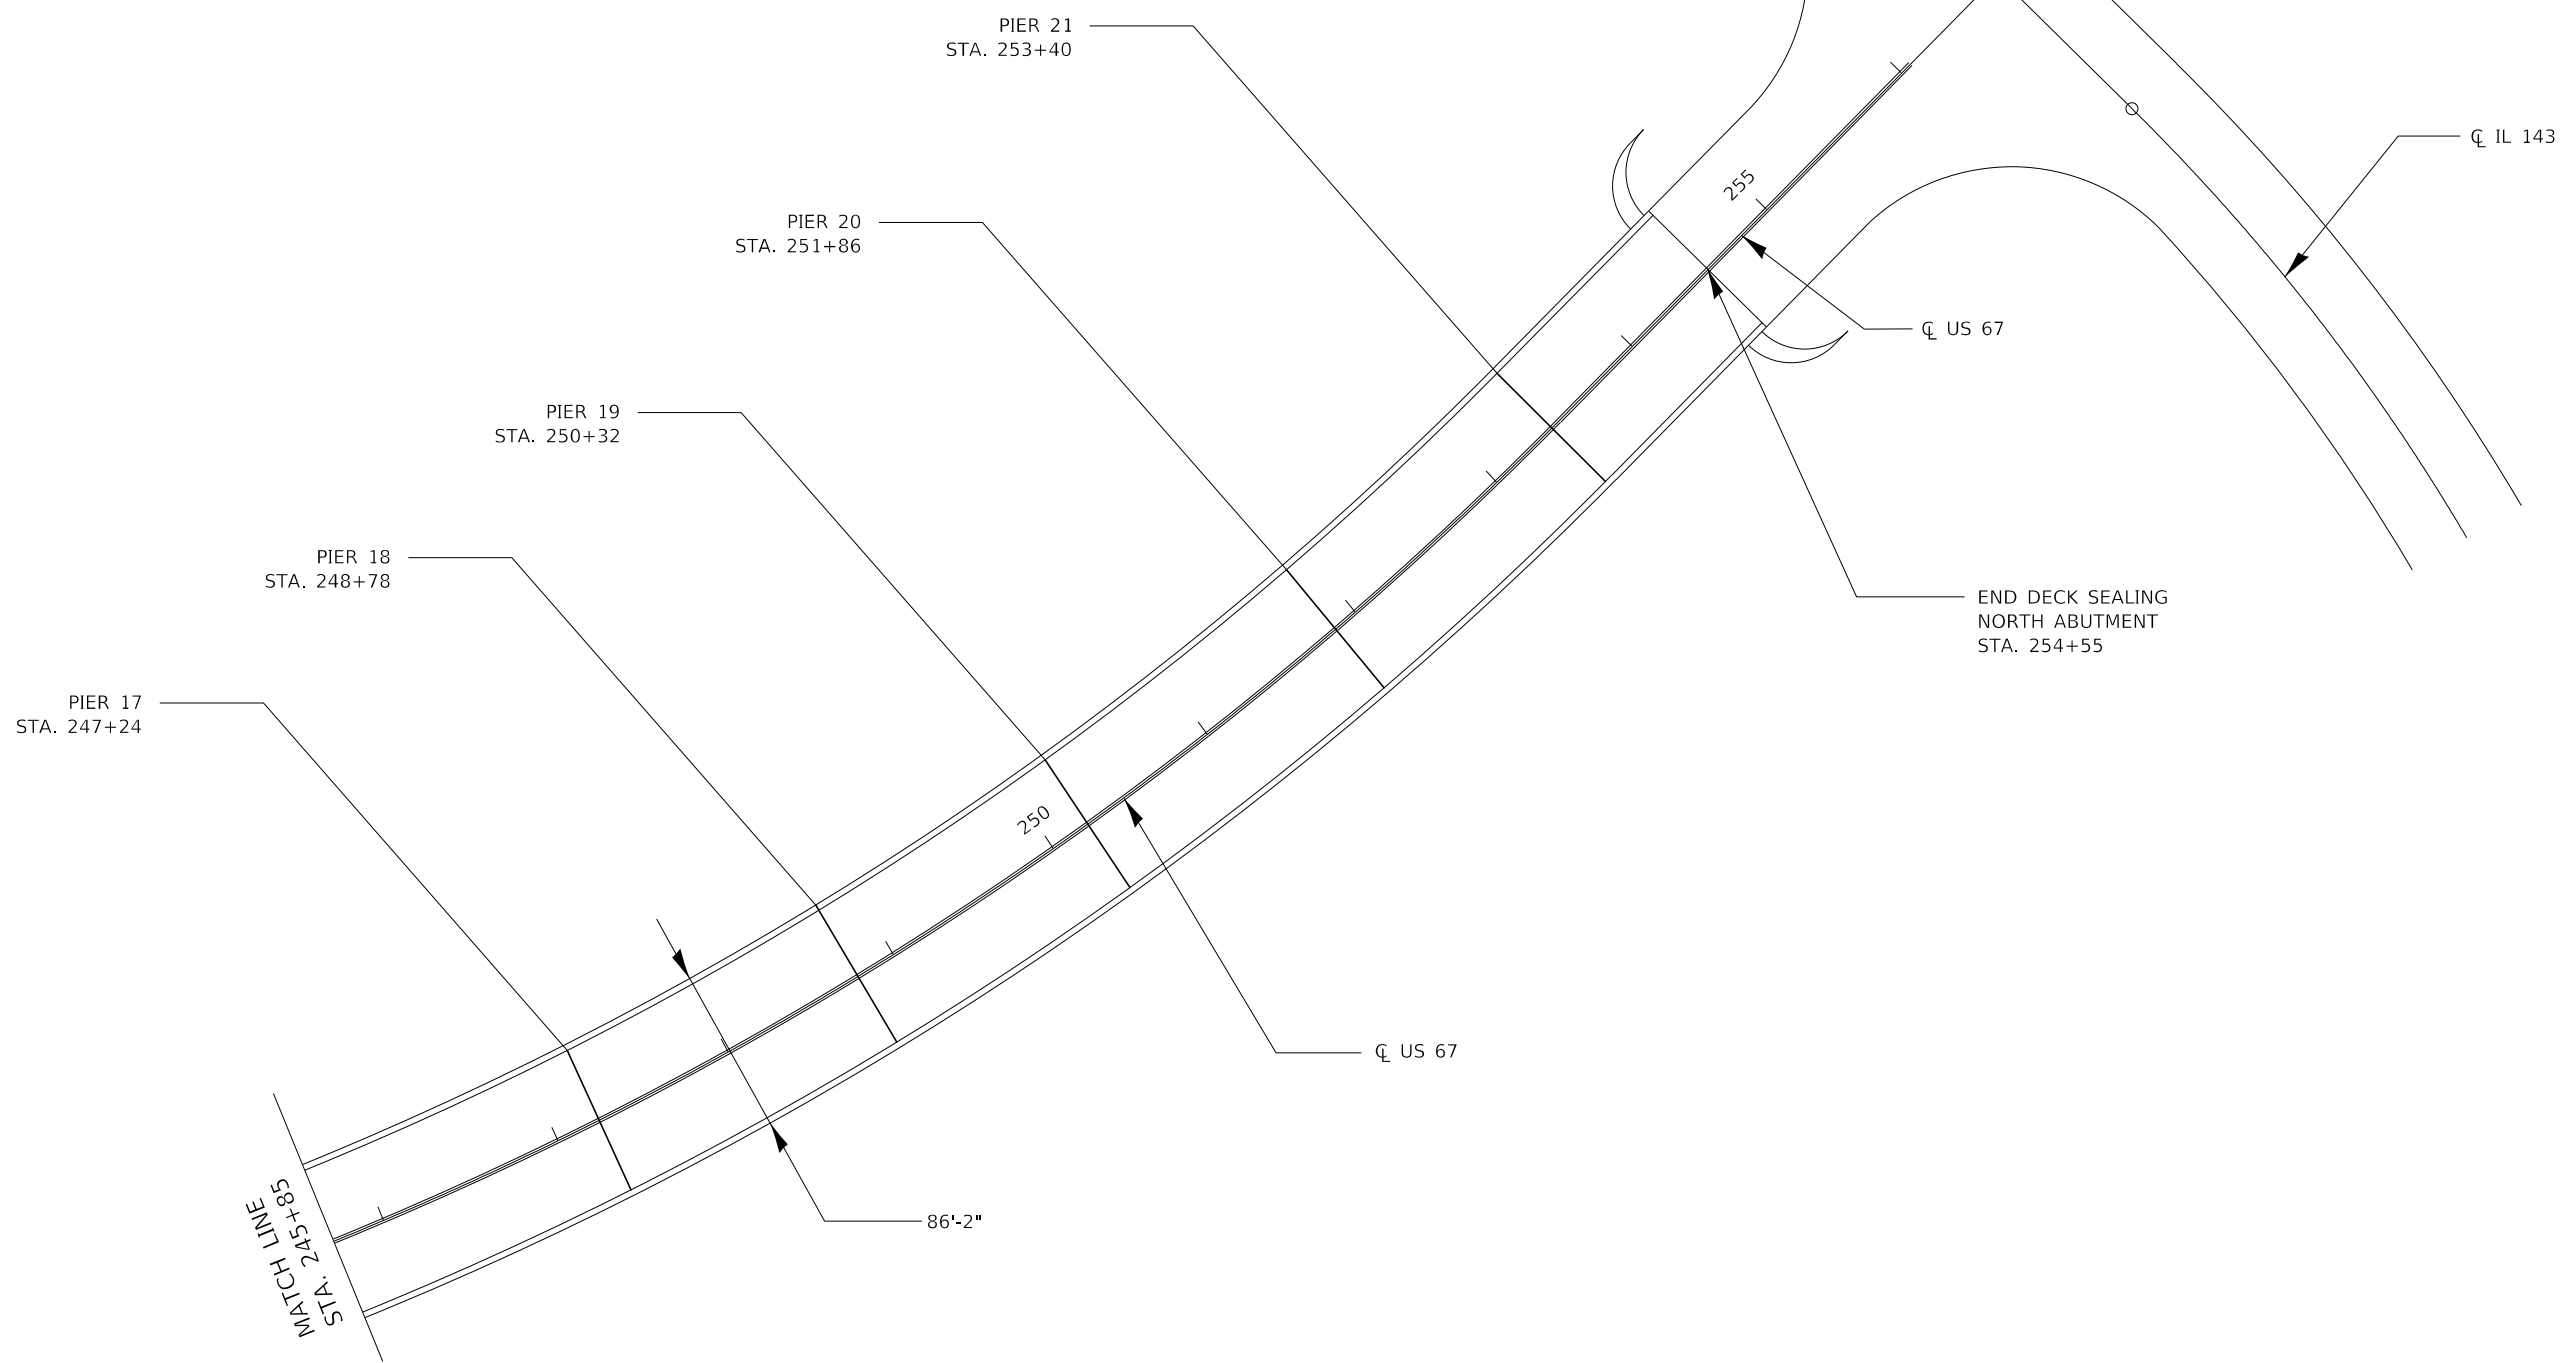 PIER 21
STA. 253+40
℄ IL 143
255
PIER 20
STA. 251+86
℄ US 67
PIER 19
STA. 250+32
PIER 18
STA. 248+78
END DECK SEALING
NORTH ABUTMENT
STA. 254+55
PIER 17
STA. 247+24
250
℄ US 67
MATCH LINE
STA. 245+85
86'-2"